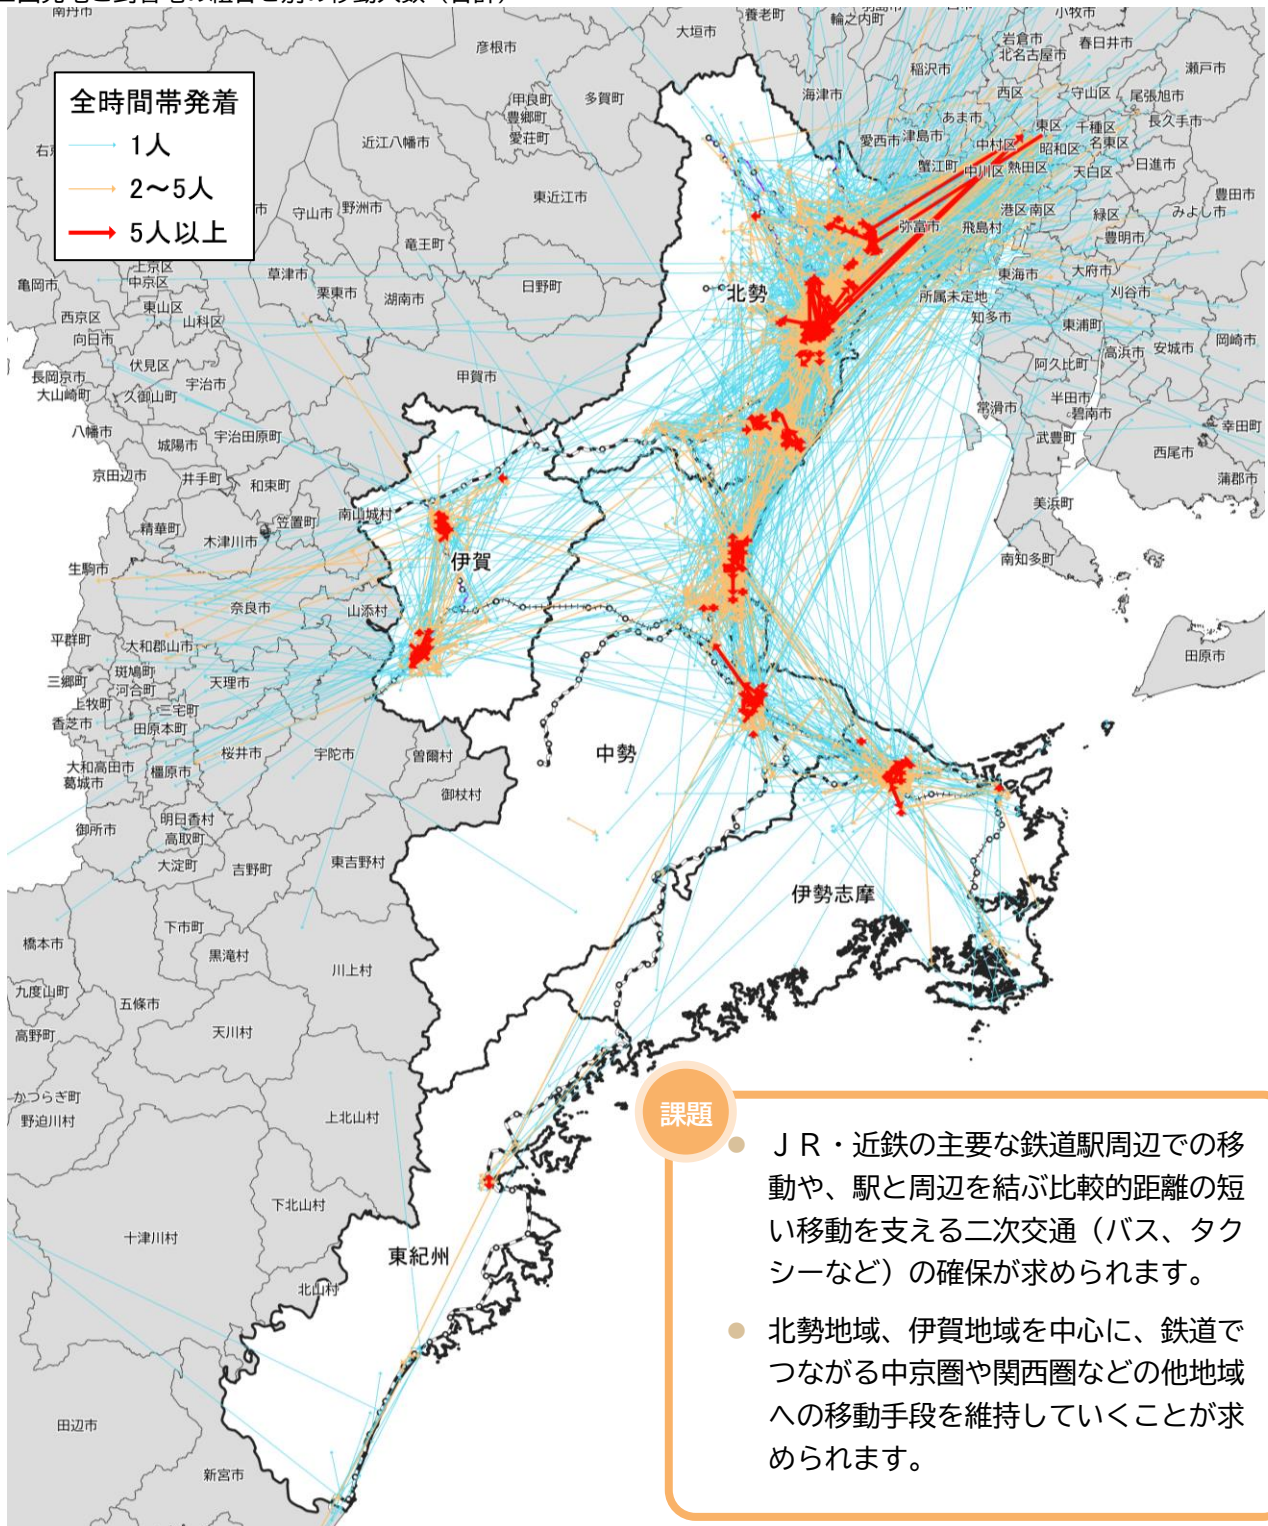 全時間帯発着
1人
2～5人
5人以上
南丹市
彦根市
大垣市
養老町
輪之内町
小牧市
岩倉市
北名古屋市
春日井市
瀬戸市
稲沢市
海津市
西区
守山区
尾張旭市
甲良町
豊郷町
愛荘町
多賀町
あま市
愛西市
津島市
東区
千種区
長久手市
名東区
中村区
昭和区
蟹江町
中川区
熱田区
天白区
日進市
近江八幡市
東近江市
守山市
野洲市
竜王町
豊田市
港区
南区
緑区
みよし市
弥富市
飛島村
豊明市
上京区
中京区
亀岡市
草津市
栗東市
湖南市
日野町
北勢
東海市
大府市
所属未定地
刈谷市
東山区
西京区
山科区
向日市
知多市
東浦町
岡崎市
伏見区
宇治市
長岡京市
大山崎町
久御山町
甲賀市
阿久比町
高浜市
安城市
半田市
碧南市
常滑市
武豊町
幸田町
八幡市
城陽市
宇治田原町
西尾市
京田辺市
井手町
和束町
蒲郡市
美浜町
精華町
笠置町
南山城村
木津川市
伊賀
南知多町
生駒市
奈良市
山添村
平群町
大和郡山市
田原市
斑鳩町
三郷町
河合町
天理市
上牧町
三宅町
香芝市
田原本町
桜井市
宇陀市
曽爾村
中勢
大和高田市
葛城市
橿原市
御杖村
御所市
明日香村
高取町
大淀町
吉野町
東吉野村
伊勢志摩
下市町
橋本市
黒滝村
川上村
九度山町
五條市
高野町
天川村
かつらぎ町
野迫川村
上北山村
下北山村
十津川村
東紀州
北山村
田辺市
新宮市
課題
ＪＲ・近鉄の主要な鉄道駅周辺での移
動や、駅と周辺を結ぶ比較的距離の短
い移動を支える二次交通（バス、タク
シーなど）の確保が求められます。
北勢地域、伊賀地域を中心に、鉄道で
つながる中京圏や関西圏などの他地域
への移動手段を維持していくことが求
められます。